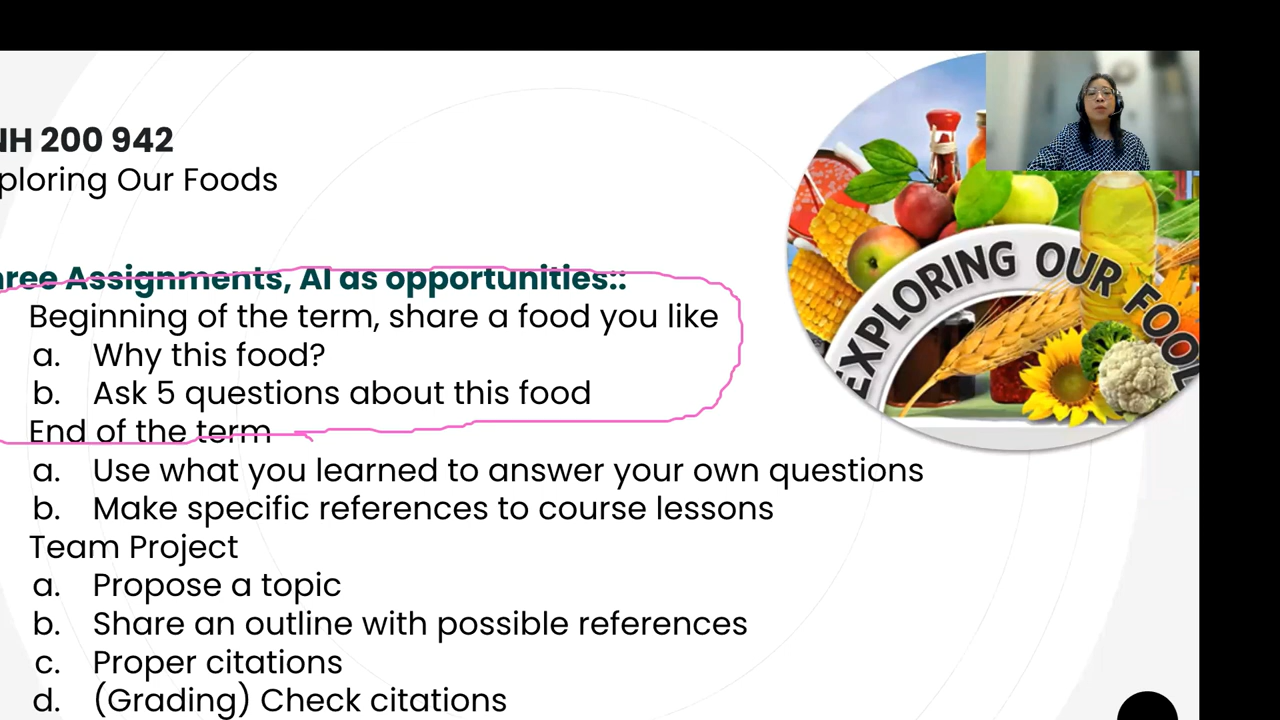 NH 200 942
ploring Our Foods
hree Assignments, AI as opportunities::
Beginning of the term, share a food you like
a. Why this food?
b. Ask 5 questions about this food
End of the term
a. Use what you learned to answer your own questions
b. Make specific references to course lessons
Team Project
a. Propose a topic
b. Share an outline with possible references
c. Proper citations
d. (Grading) Check citations
EXPLORING OUR FOOD